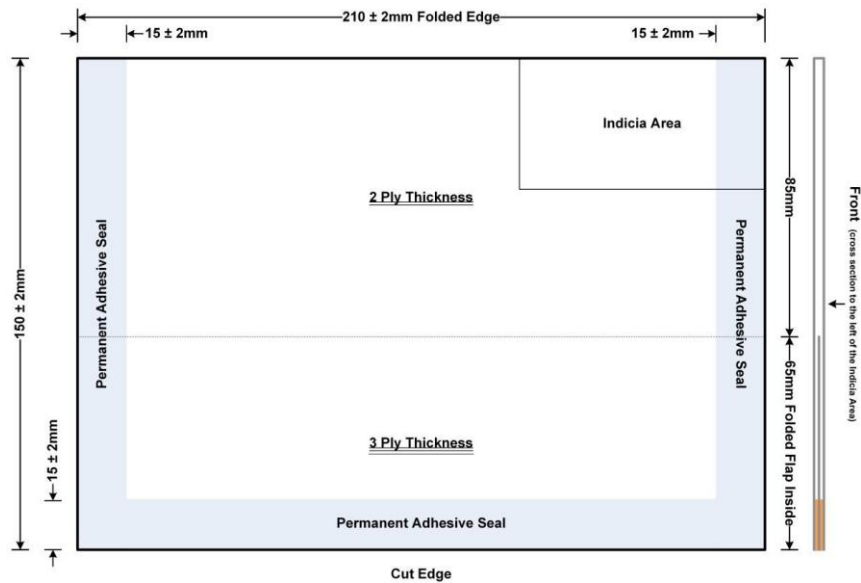 210 ± 2mm Folded Edge
15 ± 2mm
15 ± 2mm
Indicia Area
2 Ply Thickness
85mm
Front (cross section to the left of the Indicia Area)
Permanent Adhesive Seal
Permanent Adhesive Seal
150 ± 2mm
65mm Folded Flap Inside
3 Ply Thickness
15 ± 2mm
Permanent Adhesive Seal
Cut Edge